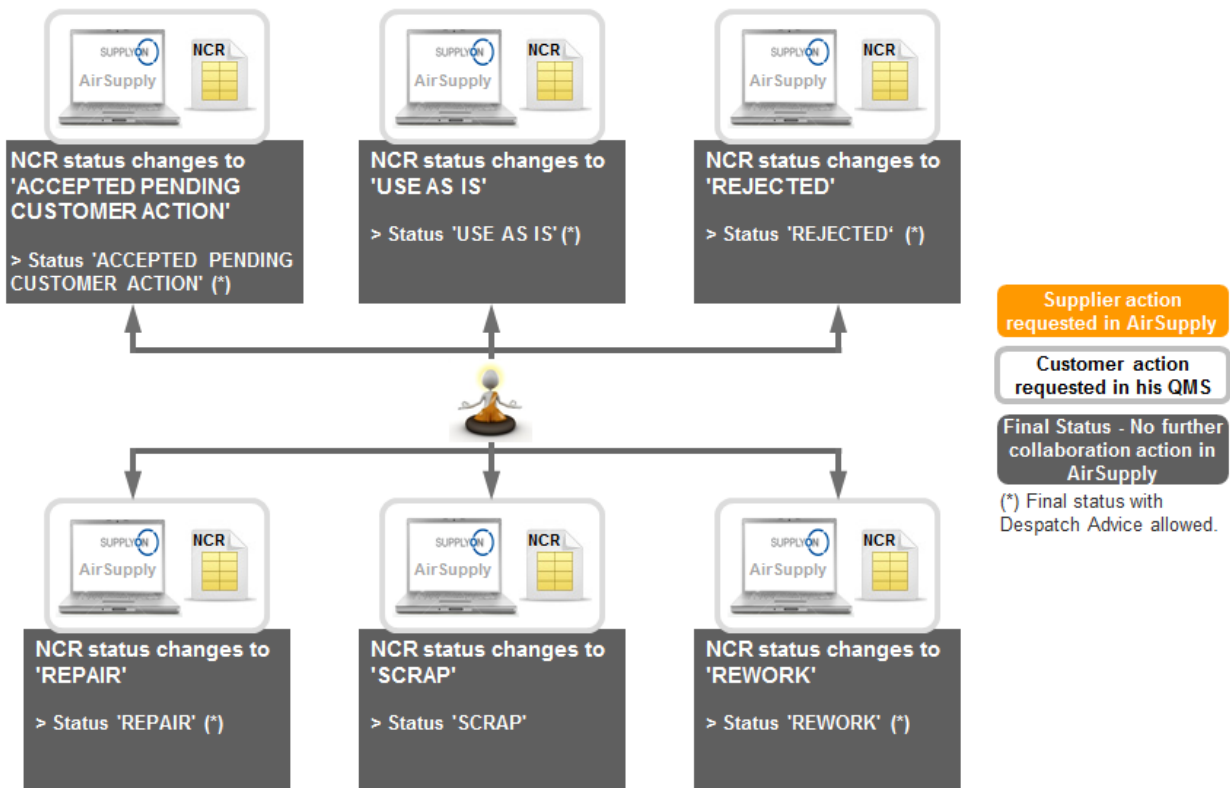 SUPPLYON
AirSupply
NCR
SUPPLYON
AirSupply
NCR
SUPPLYON
AirSupply
NCR
NCR status changes to
'ACCEPTED PENDING
CUSTOMER ACTION'
> Status 'ACCEPTED PENDING
CUSTOMER ACTION' (*)
NCR status changes to
'USE AS IS'
> Status 'USE AS IS' (*)
NCR status changes to
'REJECTED'
> Status 'REJECTED‘ (*)
Supplier action
requested in AirSupply
Customer action
requested in his QMS
Final Status - No further
collaboration action in
AirSupply
(*) Final status with
Despatch Advice allowed.
SUPPLYON
AirSupply
NCR
SUPPLYON
AirSupply
NCR
SUPPLYON
AirSupply
NCR
NCR status changes to
'REPAIR'
> Status 'REPAIR' (*)
NCR status changes to
'SCRAP'
> Status 'SCRAP'
NCR status changes to
'REWORK'
> Status 'REWORK' (*)